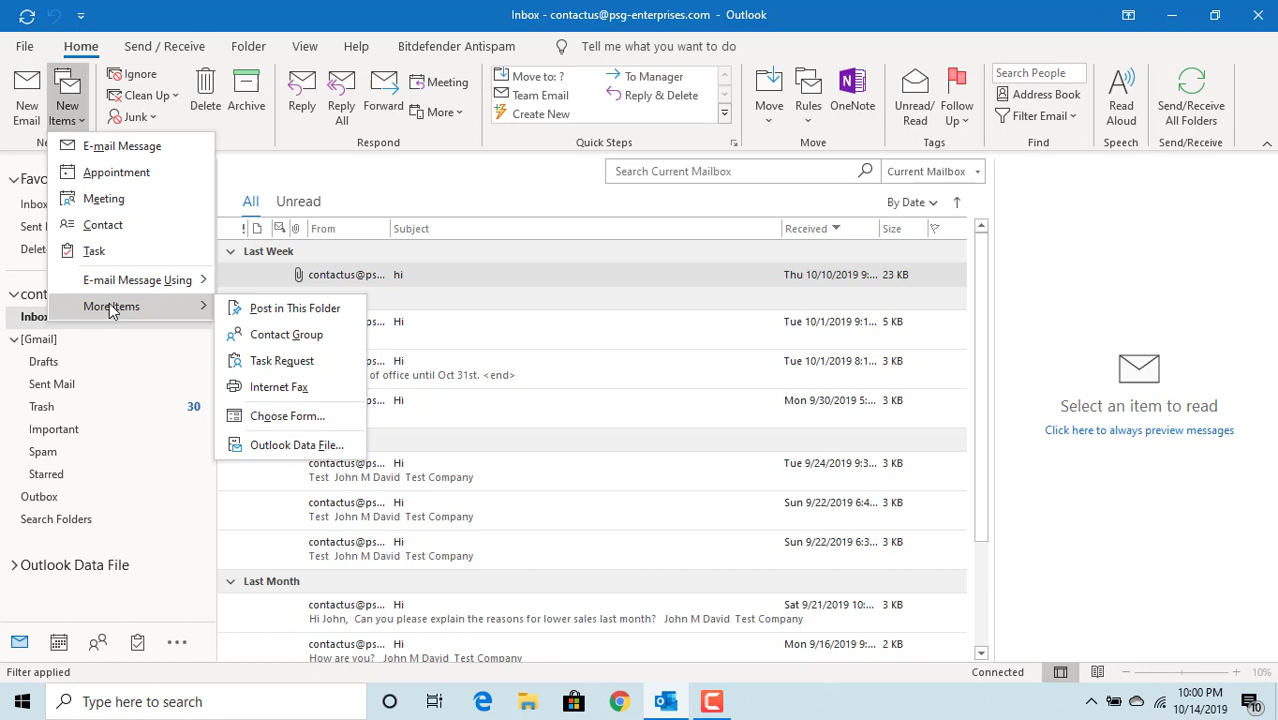 Inbox - contactus@psg-enterprises.com - Outlook
File Home Send / Receive Folder View Help Bitdefender Antispam Tell me what you want to do
New Email
New Items
Ignore
Clean Up
Junk
Delete
Archive
Reply
Reply All
Forward
Meeting
More
Respond
Move to: ?
Team Email
Create New
To Manager
Reply & Delete
Quick Steps
Move
Rules
OneNote
Move
Unread/ Read
Follow Up
Tags
Search People
Address Book
Filter Email
Find
Read Aloud
Speech
Send/Receive All Folders
Send/Receive
E-mail Message
Appointment
Meeting
Contact
Task
E-mail Message Using
More Items
Post in This Folder
Contact Group
Task Request
Internet Fax
Choose Form...
Outlook Data File...
[Gmail]
Drafts
Sent Mail
Trash 30
Important
Spam
Starred
Outbox
Search Folders
Outlook Data File
Search Current Mailbox
Current Mailbox
All Unread
By Date
! From Subject Received Size
Last Week
contactus@ps... hi Thu 10/10/2019 9:... 23 KB
Hi Tue 10/1/2019 9:1... 5 KB
Hi Tue 10/1/2019 8:1... 3 KB
of office until Oct 31st. <end>
Hi Mon 9/30/2019 5:... 3 KB
contactus@ps... Hi Tue 9/24/2019 9:3... 3 KB
Test John M David Test Company
contactus@ps... Hi Sun 9/22/2019 6:4... 3 KB
Test John M David Test Company
contactus@ps... Hi Sun 9/22/2019 6:3... 3 KB
Test John M David Test Company
Last Month
contactus@ps... Hi Sat 9/21/2019 10:... 3 KB
Hi John, Can you please explain the reasons for lower sales last month? John M David Test Company
contactus@ps... Hi Mon 9/16/2019 9:... 2 KB
How are you? John M David Test Company
Select an item to read
Click here to always preview messages
Filter applied
Connected
10%
Type here to search
10:00 PM
10/14/2019
10